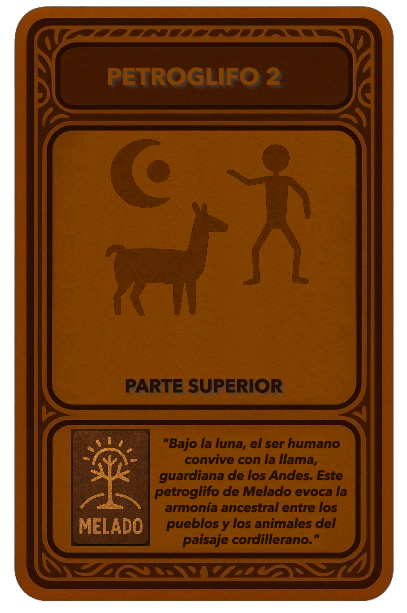 PETROGLIFO 2
PARTE SUPERIOR
MELADO
"Bajo la luna, el ser humano
convive con la llama,
guardiana de los Andes. Este
petroglifo de Melado evoca la
armonía ancestral entre los
pueblos y los animales del
paisaje cordillerano."